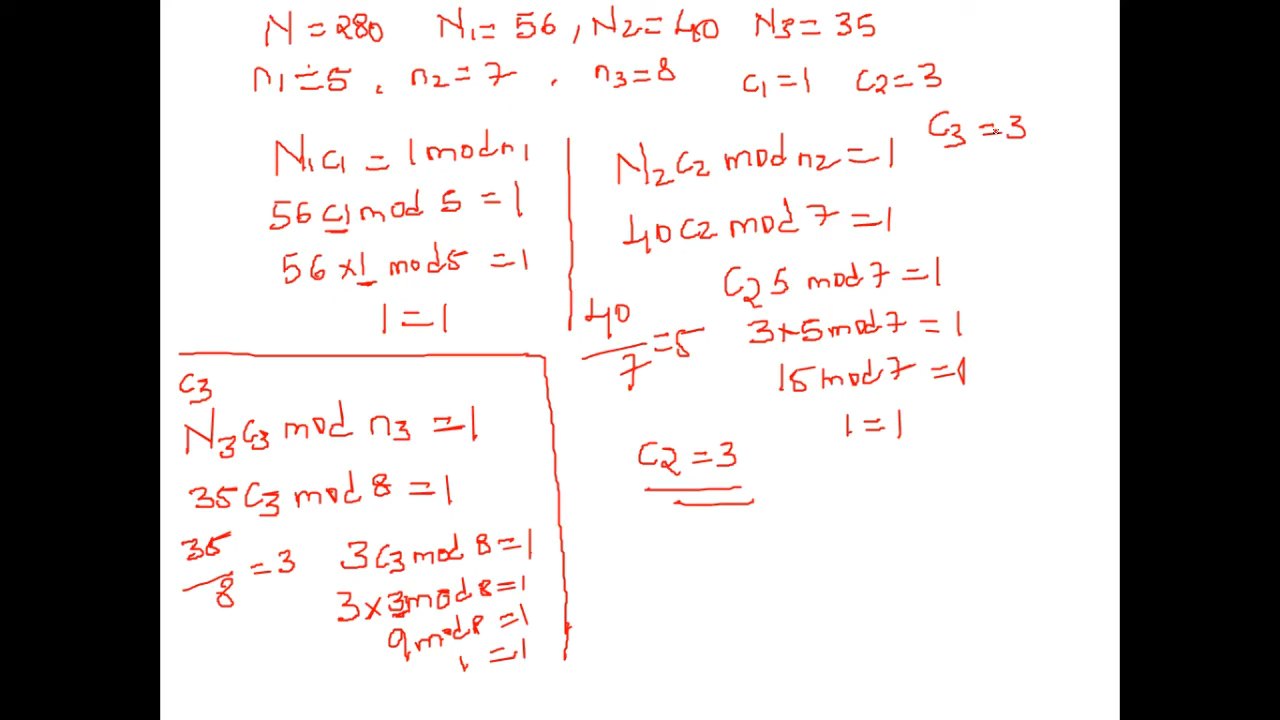 N = 280 N1 = 56 , N2 = 40 N3 = 35
n1 = 5 , n2 = 7 , n3 = 8 c1 = 1 c2 = 3
c3 = 3
N1c1 = 1 mod n1
56 c1 mod 5 = 1
56 × 1 mod 5 = 1
1 = 1
N2c2 mod n2 = 1
40 c2 mod 7 = 1
c2 5 mod 7 = 1
40/7 = 5
3 × 5 mod 7 = 1
15 mod 7 = 1
1 = 1
c2 = 3
c3
N3c3 mod n3 = 1
35 c3 mod 8 = 1
35/8 = 3
3 c3 mod 8 = 1
3 × 3 mod 8 = 1
9 mod 8 = 1
1 = 1